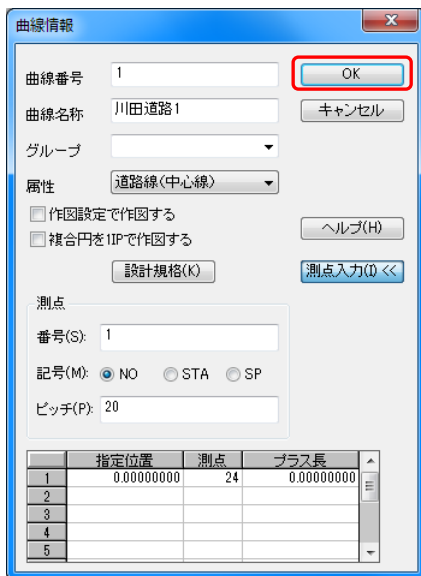 曲線情報
曲線番号 1 OK
曲線名称 川田道路1 キャンセル
グループ
属性 道路線(中心線)
作図設定で作図する
複合円を1IPで作図する ヘルプ(H)
設計規格(K) 測点入力(I) <<
測点
番号(S): 1
記号(M): NO STA SP
ピッチ(P): 20
指定位置 測点 プラス長
1 0.00000000 24 0.00000000
2
3
4
5